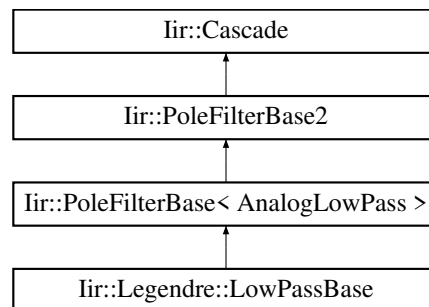 Iir::Cascade
Iir::PoleFilterBase2
Iir::PoleFilterBase< AnalogLowPass >
Iir::Legendre::LowPassBase